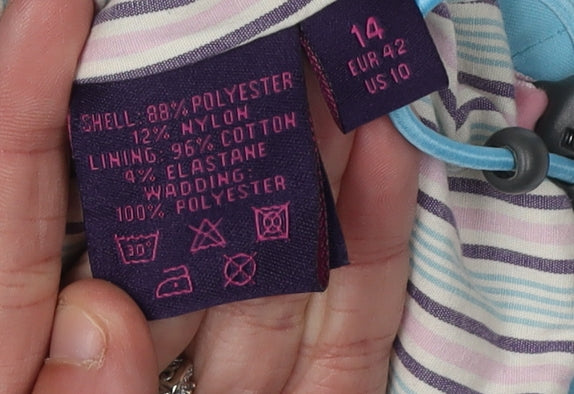 SHELL: 88% POLYESTER
12% NYLON
LINING: 96% COTTON
4% ELASTANE
WADDING:
100% POLYESTER
30°
14
EUR 42
US 10